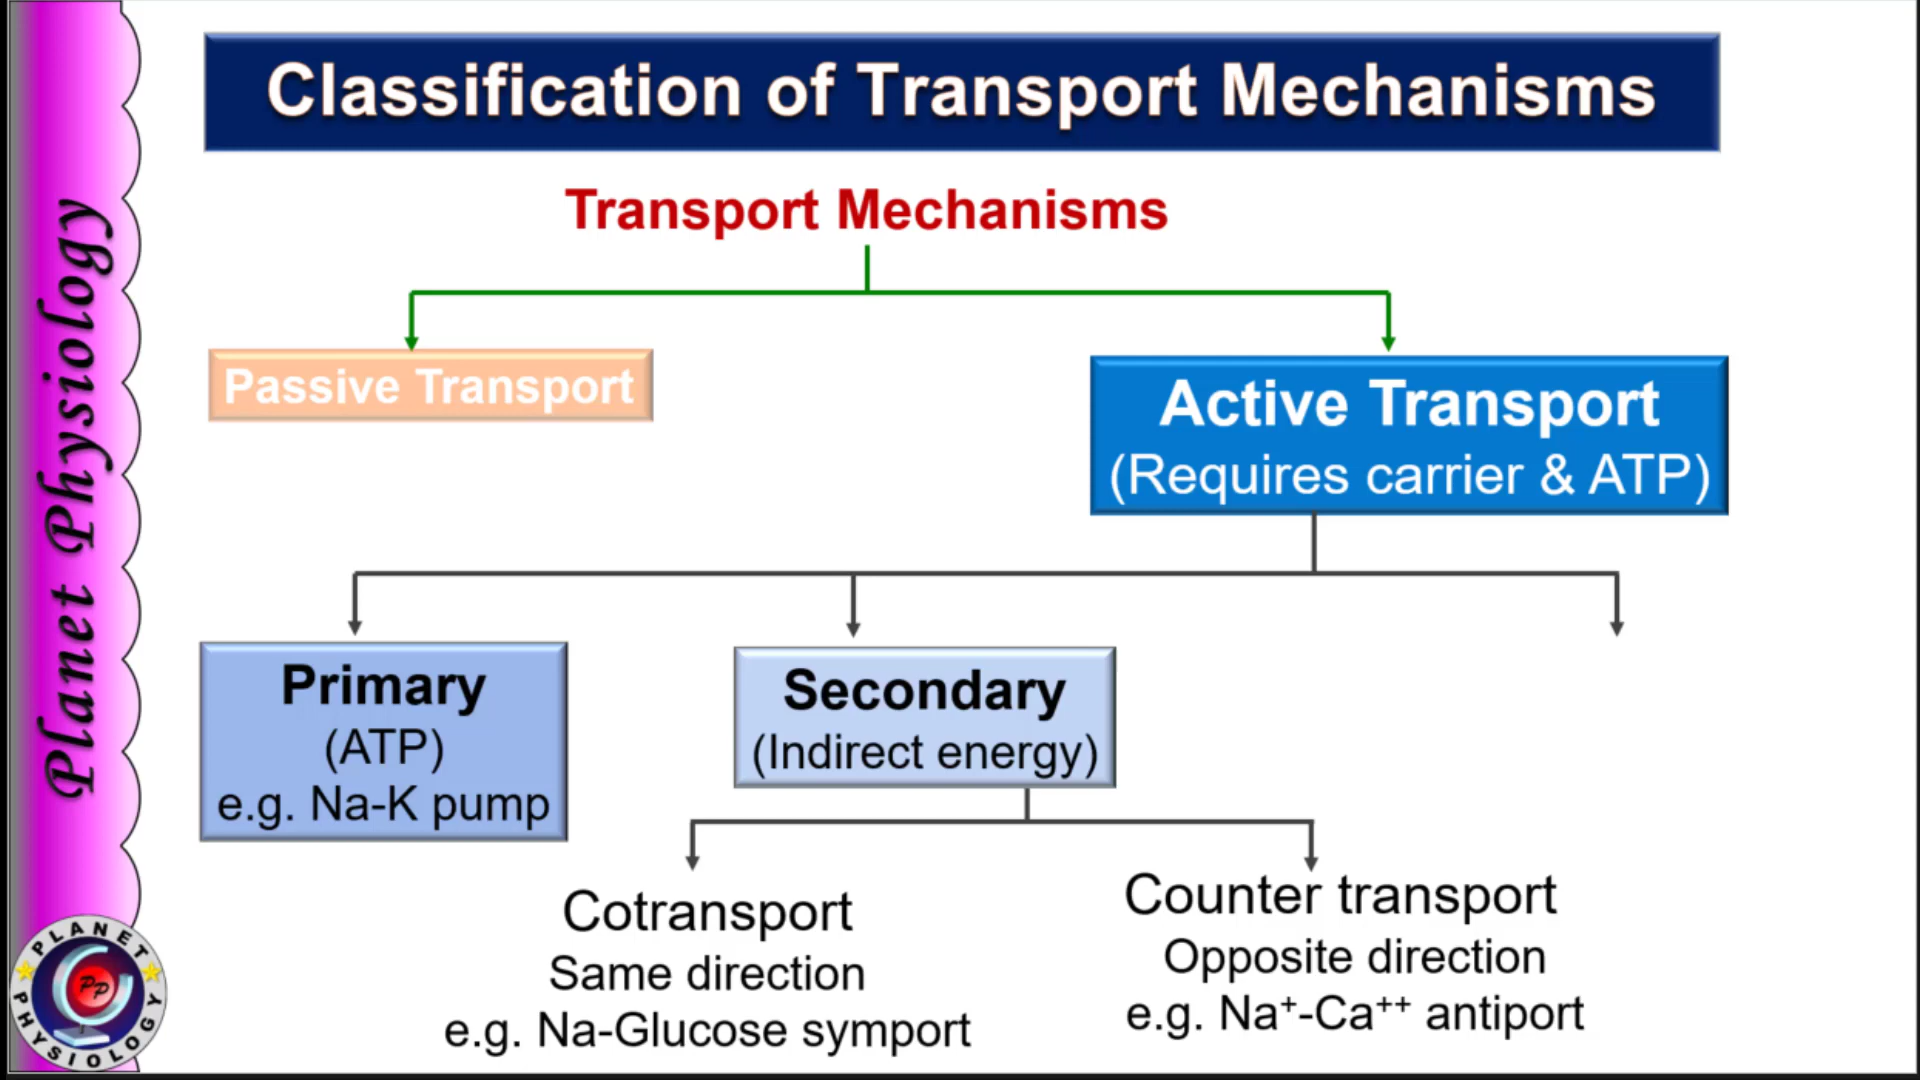 Classification of Transport Mechanisms
Transport Mechanisms
Passive Transport
Active Transport
(Requires carrier & ATP)
Primary
(ATP)
e.g. Na-K pump
Secondary
(Indirect energy)
Cotransport
Same direction
e.g. Na-Glucose symport
Counter transport
Opposite direction
e.g. Na⁺-Ca⁺⁺ antiport
Planet Physiology
PLANET
PP
PHYSIOLOGY